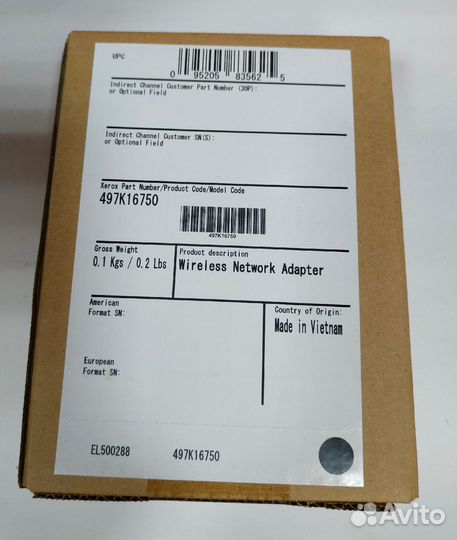 UPC
0 95205 83562 5
Indirect Channel Customer Part Number (30P):
or Optional Field
Indirect Channel Customer SN(S):
or Optional Field
Xerox Part Number/Product Code/Model Code
497K16750
497K16750
Gross Weight
0.1 Kgs / 0.2 Lbs
Product description
Wireless Network Adapter
American
Format SN:
Country of Origin:
Made in Vietnam
European
Format SN:
EL500288 497K16750
Avito